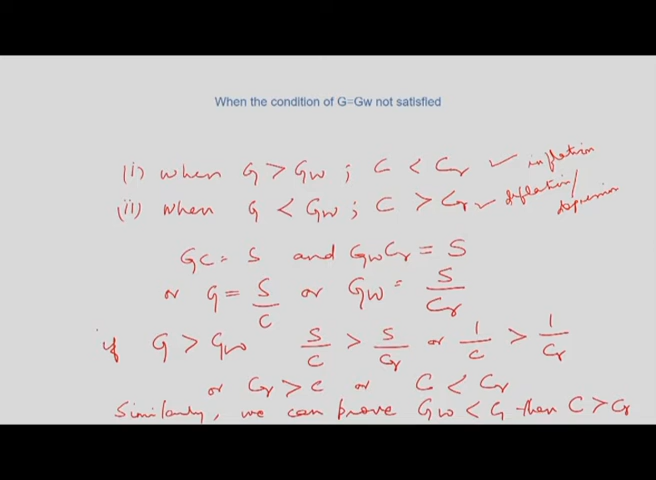 When the condition of G=Gw not satisfied
(i) when G > Gw ; C < Cr ✓ inflation
(ii) when G < Gw ; C > Cr ✓ deflation/
depression
GC = S and GwCr = S
or G = S/C or Gw = S/Cr
if G > Gw S/C > S/Cr or 1/C > 1/Cr
or Cr > C or C < Cr
Similarly, we can prove Gw < G then C > Cr